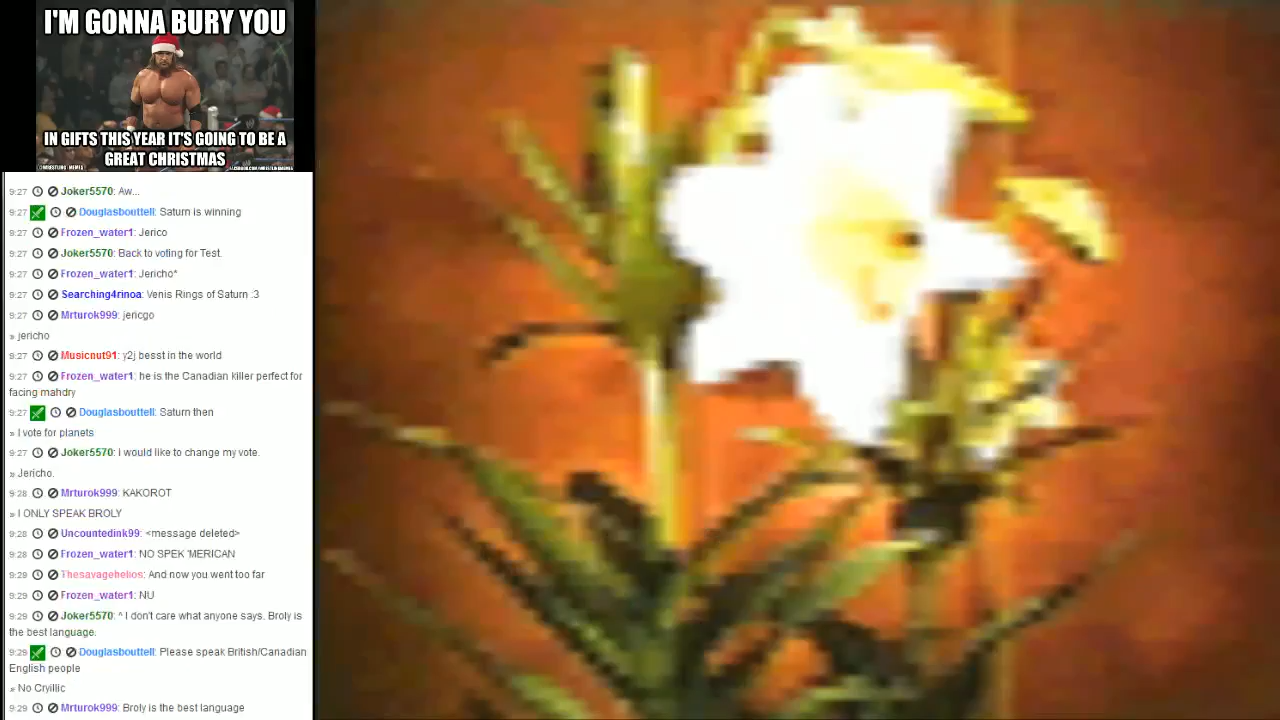 I'M GONNA BURY YOU
IN GIFTS THIS YEAR IT'S GOING TO BE A
GREAT CHRISTMAS
9:27 Joker5570: Aw...
9:27 Douglasbouttell: Saturn is winning
9:27 Frozen_water1: Jerico
9:27 Joker5570: Back to voting for Test.
9:27 Frozen_water1: Jericho*
9:27 Searching4rinoa: Venis Rings of Saturn :3
9:27 Mrturok999: jericgo
» jericho
9:27 Musicnut91: y2j besst in the world
9:27 Frozen_water1: he is the Canadian killer perfect for
facing mahdry
9:27 Douglasbouttell: Saturn then
» I vote for planets
9:27 Joker5570: I would like to change my vote.
» Jericho.
9:28 Mrturok999: KAKOROT
» I ONLY SPEAK BROLY
9:28 Uncountedink99: <message deleted>
9:28 Frozen_water1: NO SPEK 'MERICAN
9:29 Thesavagehelios: And now you went too far
9:29 Frozen_water1: NU
9:29 Joker5570: ^ I don't care what anyone says. Broly is
the best language.
9:29 Douglasbouttell: Please speak British/Canadian
English people
» No Cryillic
9:29 Mrturok999: Broly is the best language